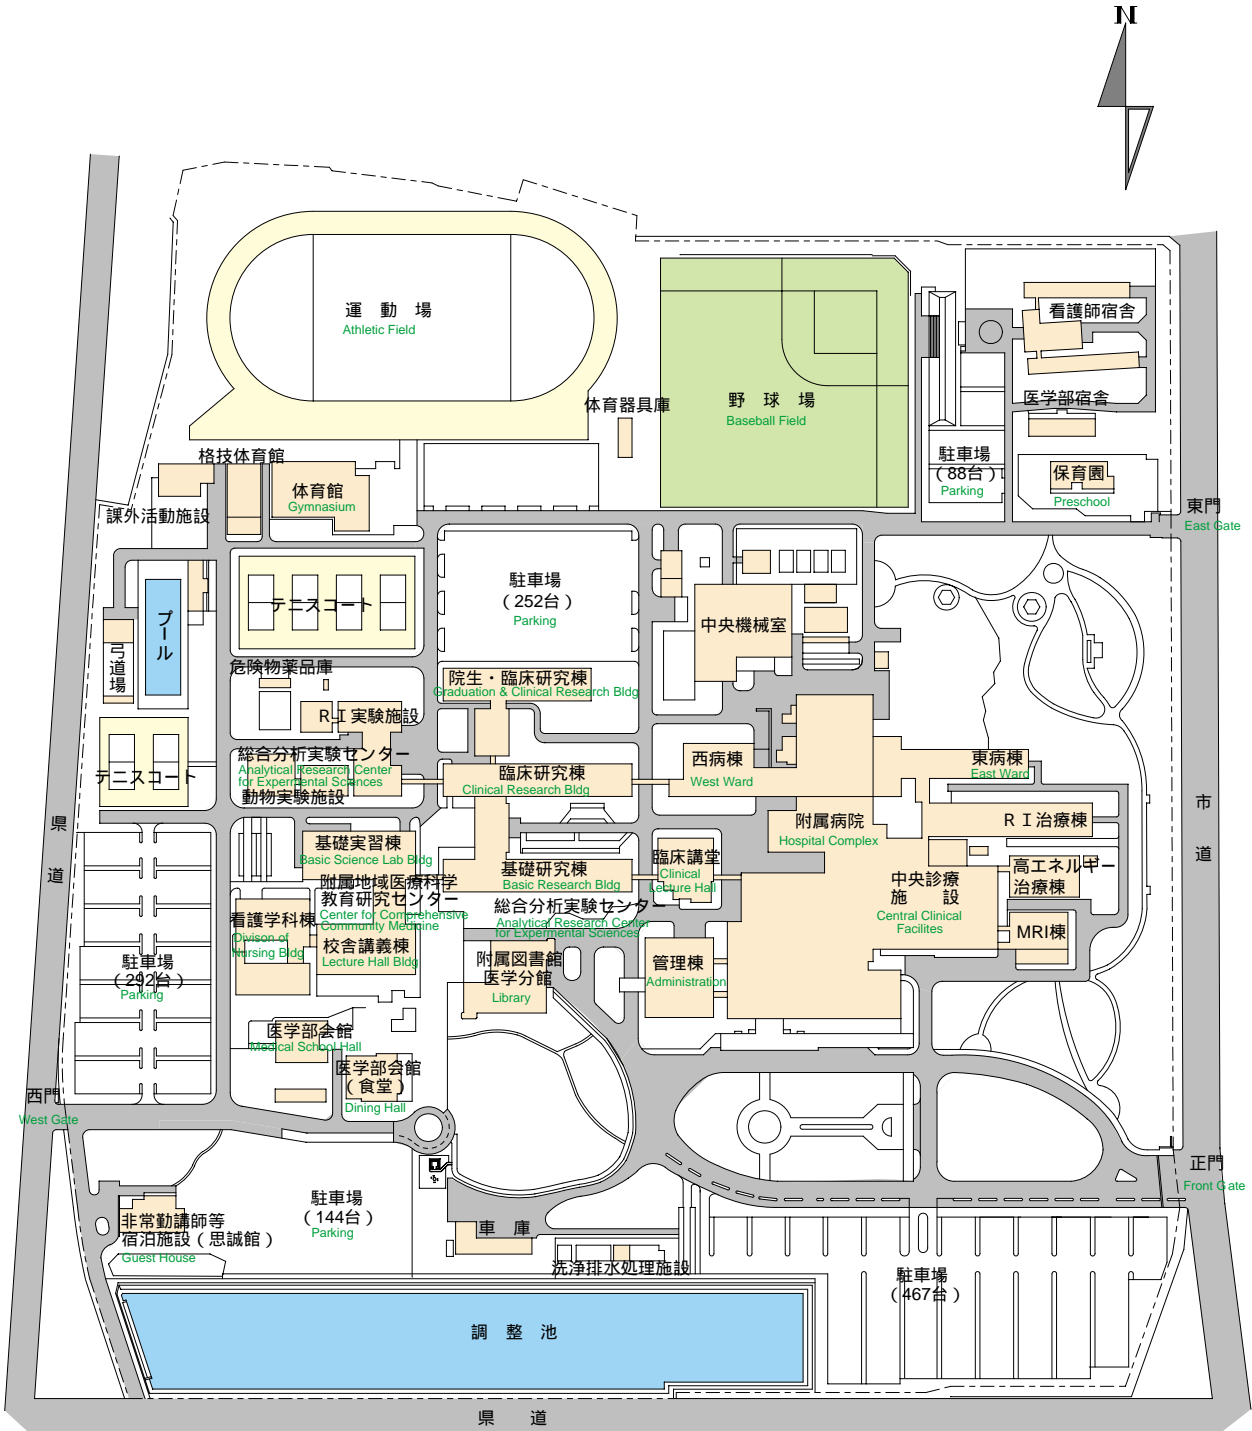 N
運 動 場
Athletic Field
看護師宿舎
体育器具庫
野 球 場
Baseball Field
医学部宿舎
格技体育館
体育館
Gymnasium
課外活動施設
駐車場
（88台）
Parking
保育園
Preschool
東門
East Gate
テニスコート
プール
弓道場
駐車場
（252台）
Parking
中央機械室
危険物薬品庫
院生・臨床研究棟
Graduation & Clinical Research Bldg
ＲＩ実験施設
総合分析実験センター
Analytical Research Center
for Expermental Sciences
動物実験施設
テニスコート
臨床研究棟
Clinical Research Bldg
西病棟
West Ward
東病棟
East Ward
県道
市道
基礎実習棟
Basic Science Lab Bldg
附属病院
Hospital Complex
ＲＩ治療棟
基礎研究棟
Basic Research Bldg
臨床講堂
Clinical
Lecture Hall
高エネルギー
治療棟
中央診療
施 設
Central Clinical
Facilites
附属地域医療科学
教育研究センター
Center for Comprehensive
Community Medicine
総合分析実験センター
Analytical Research Center
for Expermental Sciences
看護学科棟
Divison of
Nursing Bldg
校舎講義棟
Lecture Hall Bldg
MRI棟
駐車場
（292台）
Parking
附属図書館
医学分館
Library
管理棟
Administration
医学部会館
Medical School Hall
医学部会館
（食堂）
Dining Hall
西門
West Gate
正門
Front Gate
非常勤講師等
宿泊施設（思誠館）
Guest House
駐車場
（144台）
Parking
車 庫
洗浄排水処理施設
駐車場
（467台）
調 整 池
県 道